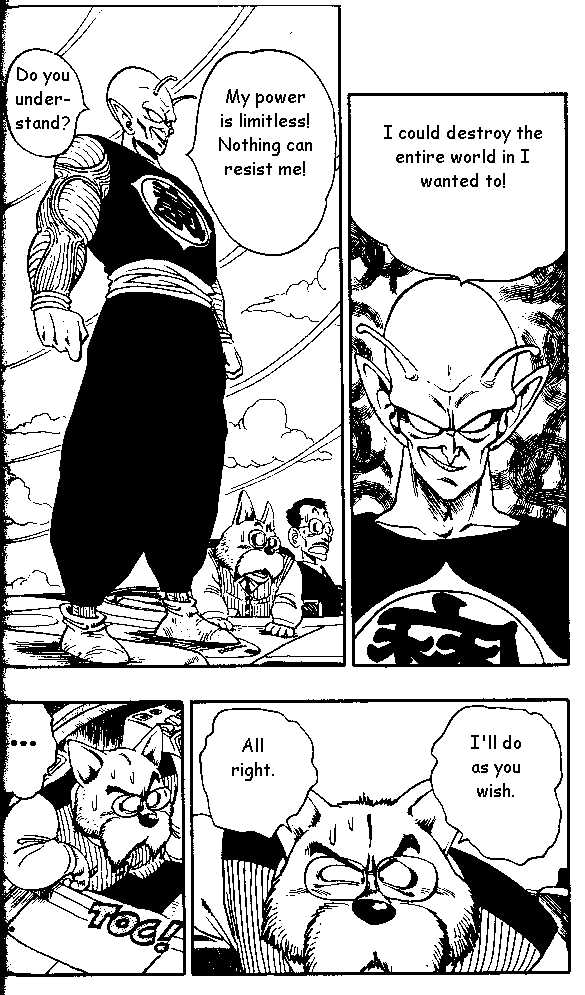 Do you
under-
stand?
My power
is limitless!
Nothing can
resist me!
I could destroy the
entire world in I
wanted to!
...
TOC!
All
right.
I'll do
as you
wish.